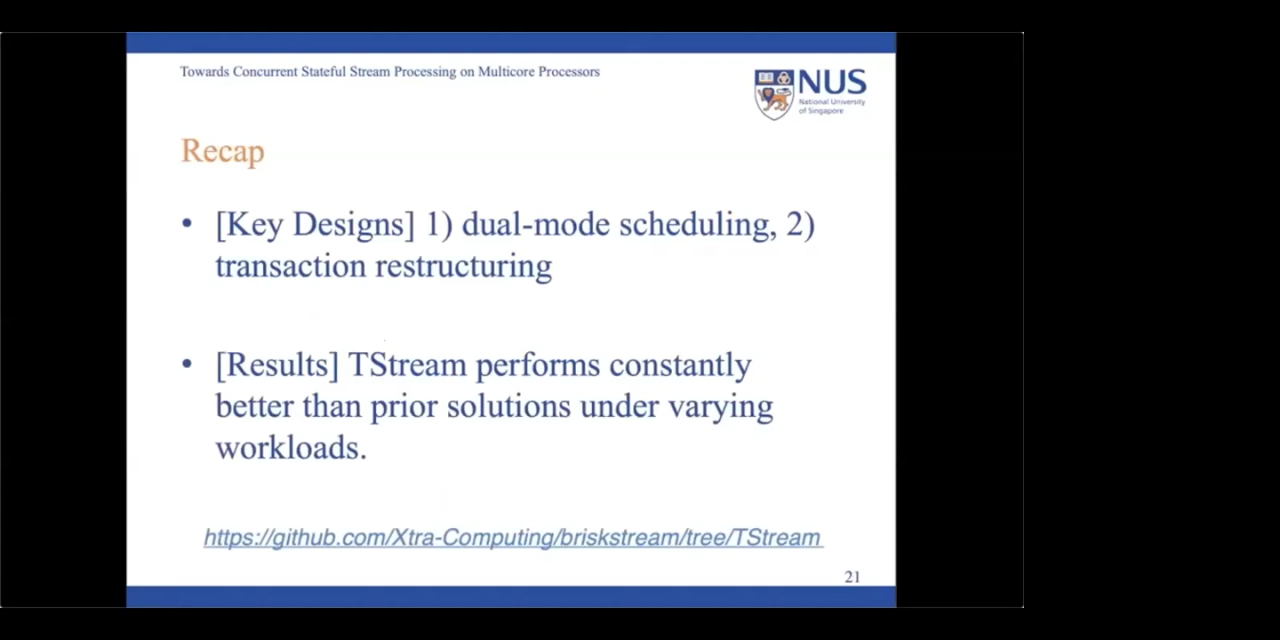 Towards Concurrent Stateful Stream Processing on Multicore Processors
NUS
National University
of Singapore
Recap
• [Key Designs] 1) dual-mode scheduling, 2)
transaction restructuring
• [Results] TStream performs constantly
better than prior solutions under varying
workloads.
https://github.com/Xtra-Computing/briskstream/tree/TStream
21